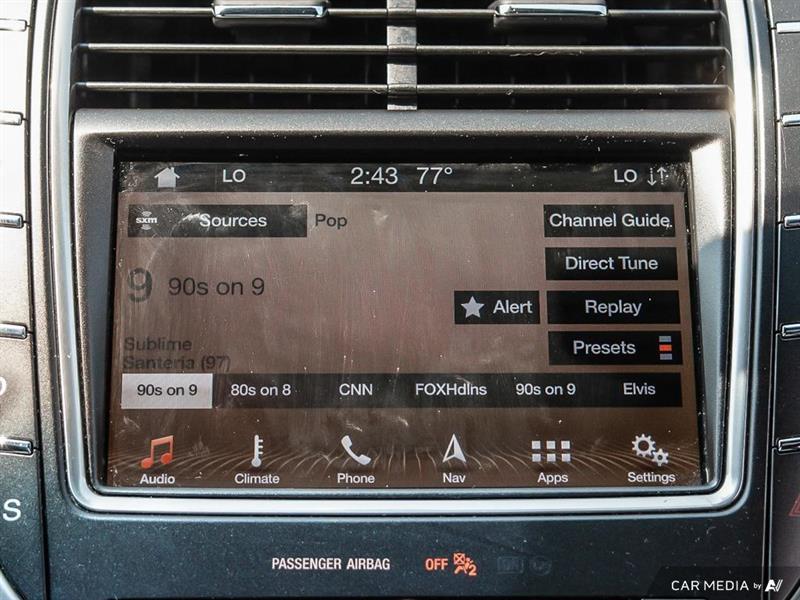 LO 2:43 77° LO
sxm Sources Pop Channel Guide
Direct Tune
9 90s on 9
Alert Replay
Sublime
Santeria (97)
Presets
90s on 9 80s on 8 CNN FOXHdlns 90s on 9 Elvis
Audio Climate Phone Nav Apps Settings
PASSENGER AIRBAG OFF 2
S
CAR MEDIA by